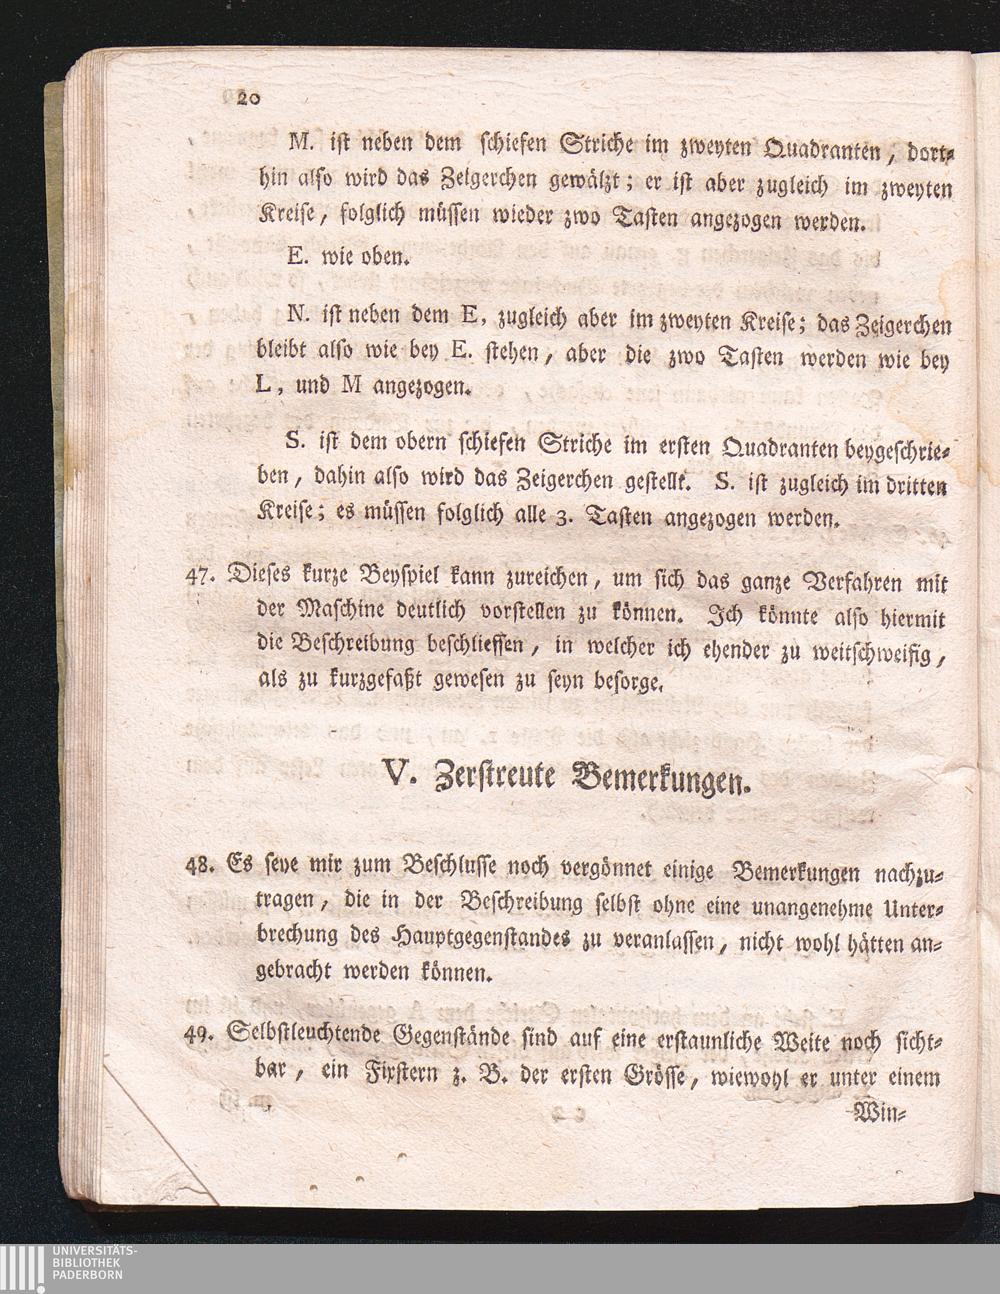 20
M. ist neben dem schiefen Striche im zweyten Quadranten, dort-
hin also wird das Zeigerchen gewälzt; er ist aber zugleich im zweyten
Kreise, folglich müssen wieder zwo Tasten angezogen werden.
E. wie oben.
N. ist neben dem E, zugleich aber im zweyten Kreise; das Zeigerchen
bleibt also wie bey E. stehen, aber die zwo Tasten werden wie bey
L, und M angezogen.
S. ist dem obern schiefen Striche im ersten Quadranten beygeschrie-
ben, dahin also wird das Zeigerchen gestellt. S. ist zugleich im dritten
Kreise; es müssen folglich alle 3. Tasten angezogen werden.
47. Dieses kurze Beyspiel kann zureichen, um sich das ganze Verfahren mit
der Maschine deutlich vorstellen zu können. Ich könnte also hiermit
die Beschreibung beschliessen, in welcher ich ehender zu weitschweifig,
als zu kurzgefaßt gewesen zu seyn besorge.
V. Zerstreute Bemerkungen.
48. Es seye mir zum Beschlusse noch vergönnet einige Bemerkungen nachzu-
tragen, die in der Beschreibung selbst ohne eine unangenehme Unter-
brechung des Hauptgegenstandes zu veranlassen, nicht wohl hätten an-
gebracht werden können.
49. Selbstleuchtende Gegenstände sind auf eine erstaunliche Weite noch sicht-
bar, ein Fixstern z. B. der ersten Grösse, wiewohl er unter einem
Win-
UNIVERSITÄTS-
BIBLIOTHEK
PADERBORN